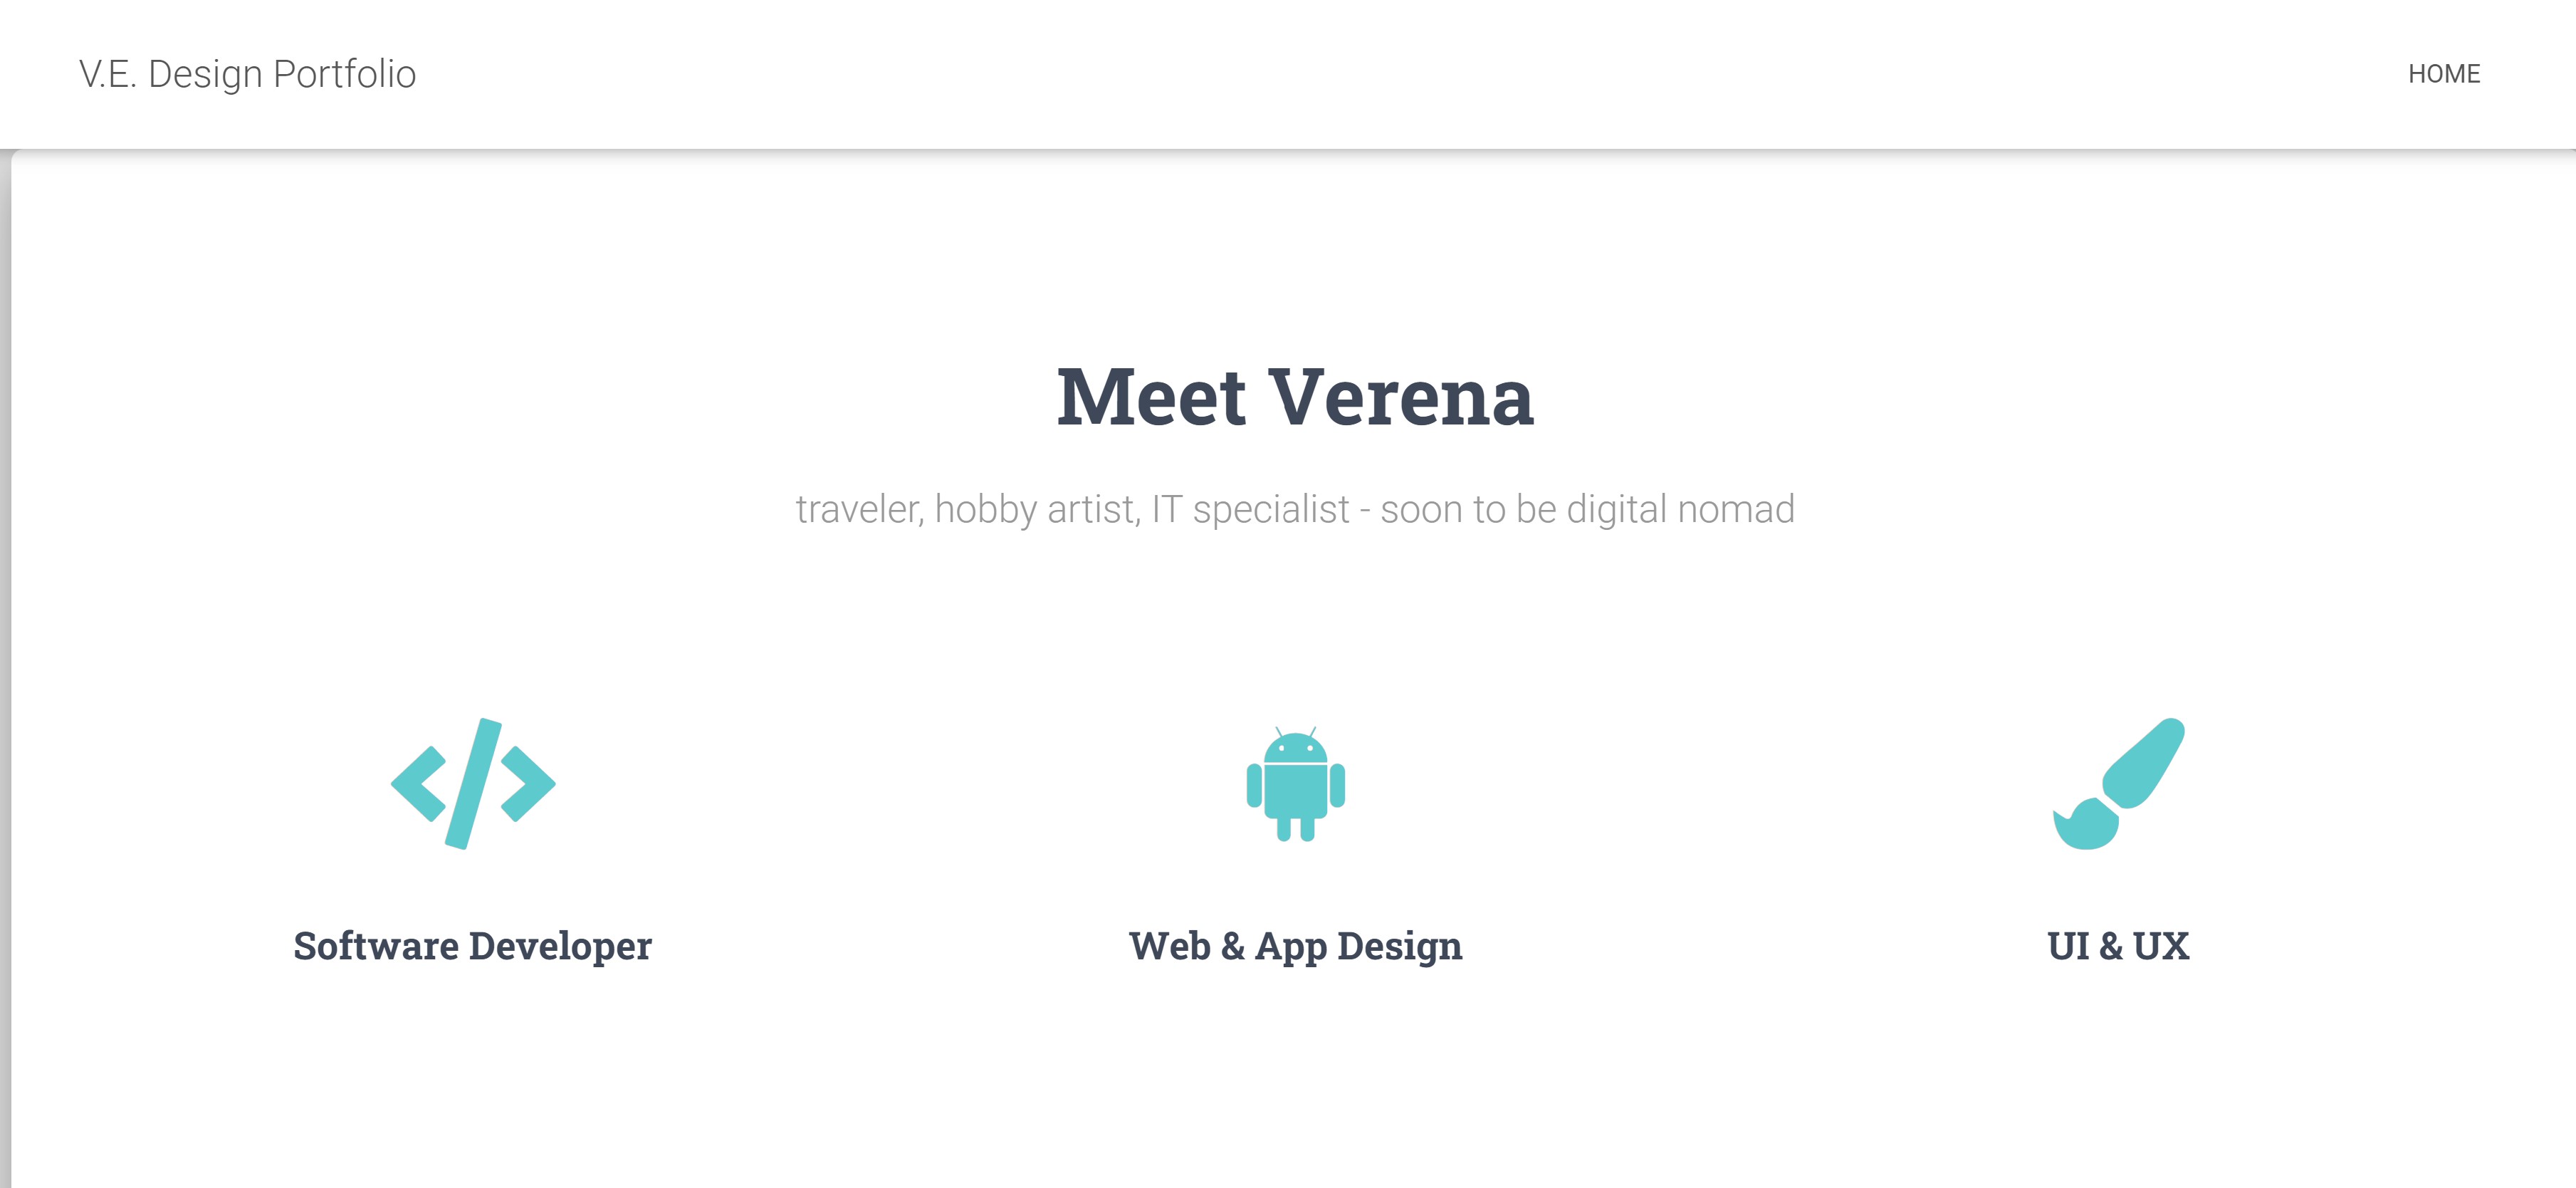 V.E. Design Portfolio
HOME
Meet Verena
traveler, hobby artist, IT specialist - soon to be digital nomad
Software Developer
Web & App Design
UI & UX